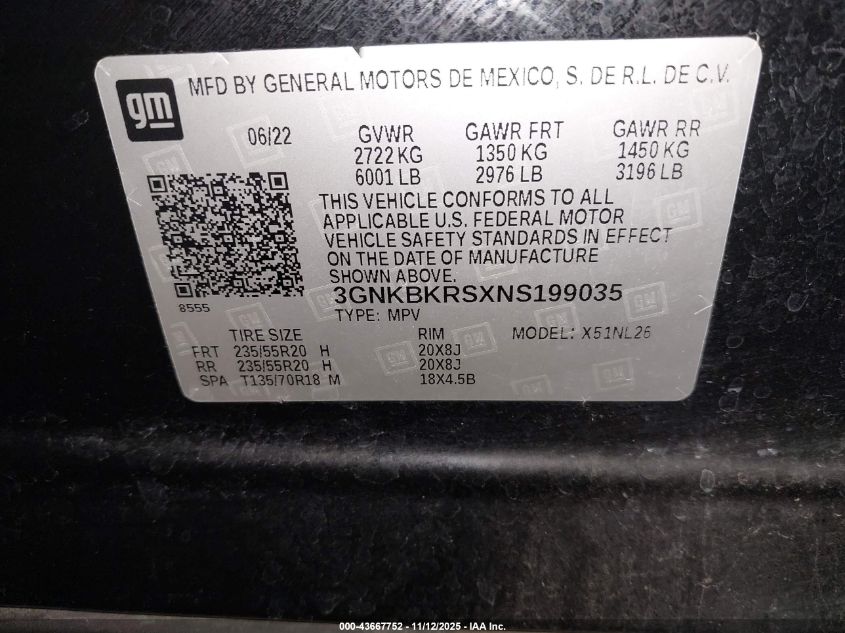 gm
MFD BY GENERAL MOTORS DE MEXICO, S. DE R.L. DE C.V.
06/22 GVWR GAWR FRT GAWR RR
2722 KG 1350 KG 1450 KG
6001 LB 2976 LB 3196 LB
THIS VEHICLE CONFORMS TO ALL
APPLICABLE U.S. FEDERAL MOTOR
VEHICLE SAFETY STANDARDS IN EFFECT
ON THE DATE OF MANUFACTURE
SHOWN ABOVE.
8555
3GNKBKRSXNS199035
TYPE: MPV
TIRE SIZE RIM MODEL: X51NL26
FRT 235/55R20 H 20X8J
RR 235/55R20 H 20X8J
SPA T135/70R18 M 18X4.5B
000-43667752 - 11/12/2025 - IAA Inc.